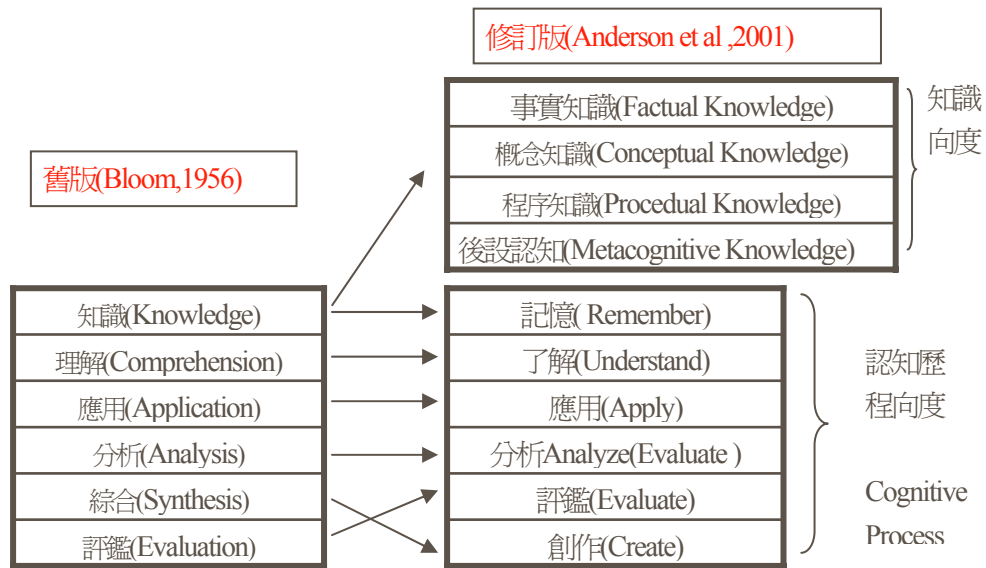 修訂版(Anderson et al ,2001)
事實知識(Factual Knowledge)
概念知識(Conceptual Knowledge)
程序知識(Procedual Knowledge)
後設認知(Metacognitive Knowledge)
知識
向度
舊版(Bloom,1956)
知識(Knowledge)
理解(Comprehension)
應用(Application)
分析(Analysis)
綜合(Synthesis)
評鑑(Evaluation)
記憶( Remember)
了解(Understand)
應用(Apply)
分析Analyze(Evaluate )
評鑑(Evaluate)
創作(Create)
認知歷
程向度
Cognitive
Process